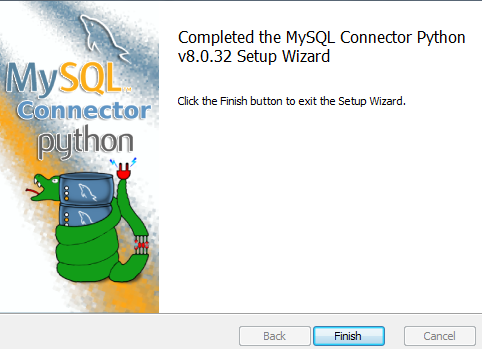 Completed the MySQL Connector Python
v8.0.32 Setup Wizard
Click the Finish button to exit the Setup Wizard.
MySQL
Connector
python
Back
Finish
Cancel